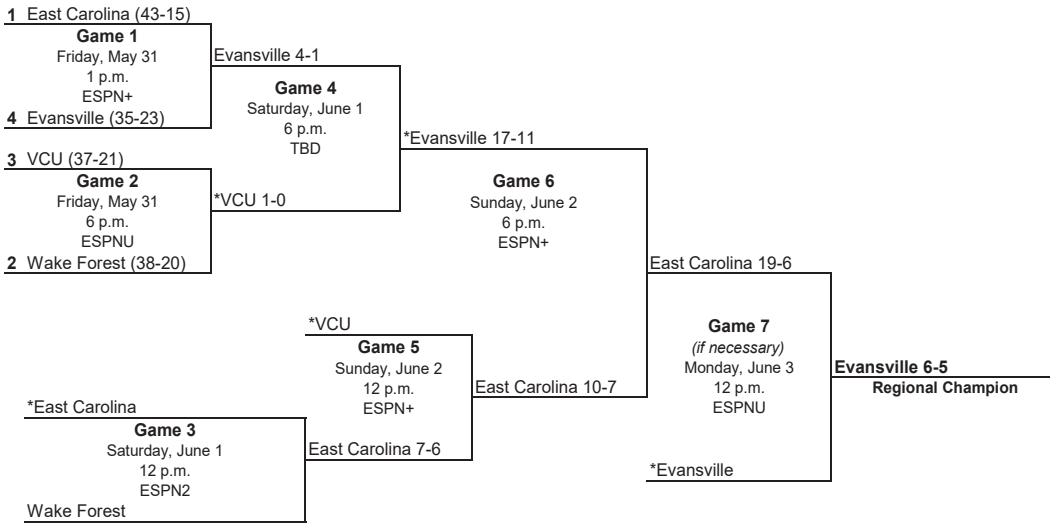 1 East Carolina (43-15)
Game 1
Friday, May 31
1 p.m.
ESPN+
4 Evansville (35-23)
Evansville 4-1
Game 4
Saturday, June 1
6 p.m.
TBD
3 VCU (37-21)
Game 2
Friday, May 31
6 p.m.
ESPNU
2 Wake Forest (38-20)
*VCU 1-0
*Evansville 17-11
Game 6
Sunday, June 2
6 p.m.
ESPN+
East Carolina 19-6
*VCU
Game 5
Sunday, June 2
12 p.m.
ESPN+
East Carolina 10-7
*East Carolina
Game 3
Saturday, June 1
12 p.m.
ESPN2
Wake Forest
East Carolina 7-6
Game 7
(if necessary)
Monday, June 3
12 p.m.
ESPNU
*Evansville
Evansville 6-5
Regional Champion